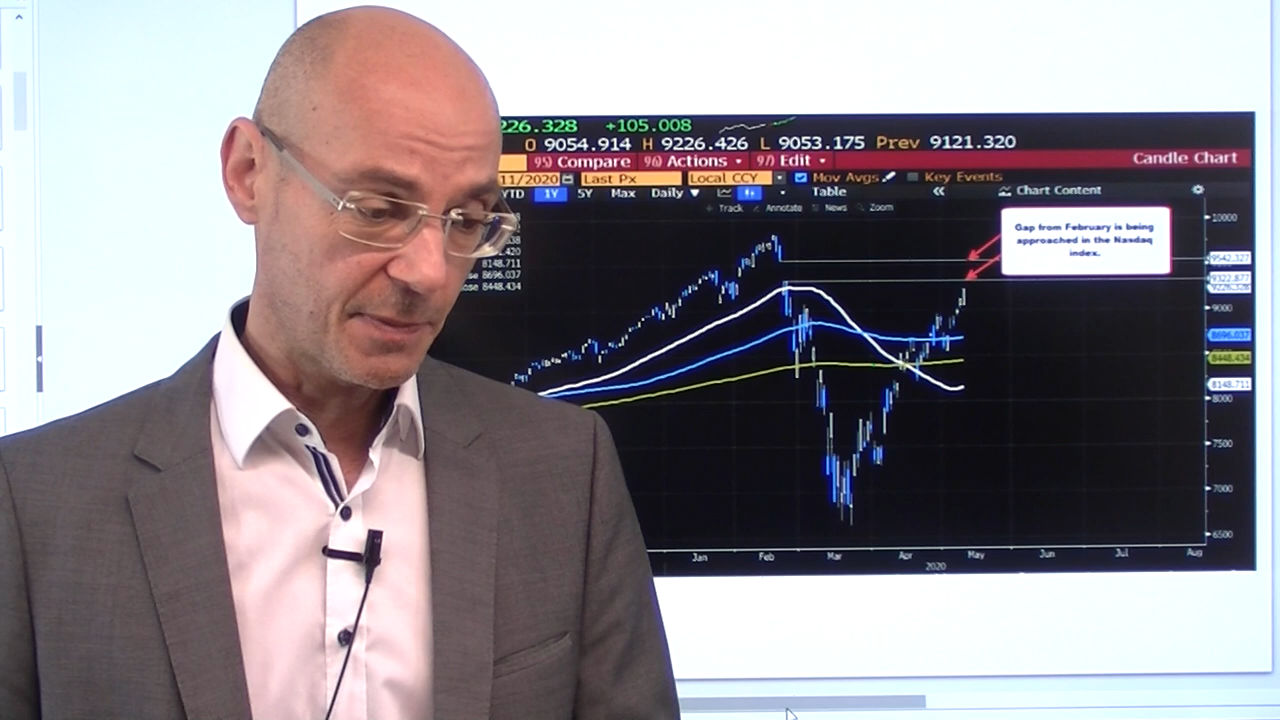 226.328 +105.008
O 9054.914 H 9226.426 L 9053.175 Prev 9121.320
95) Compare 96) Actions 97) Edit Candle Chart
11/2020 Last Px Local CCY Mov Avgs Key Events
YTD 1Y 5Y Max Daily Table « Chart Content
Track Annotate News Zoom
10000
Gap from February is being
approached in the Nasdaq
index.
9542.327
9322.877
9226.328
8148.711
8696.037
8448.434
9000
8696.037
8448.434
8148.711
8000
7500
7000
6500
Jan Feb Mar Apr May Jun Jul Aug
2020